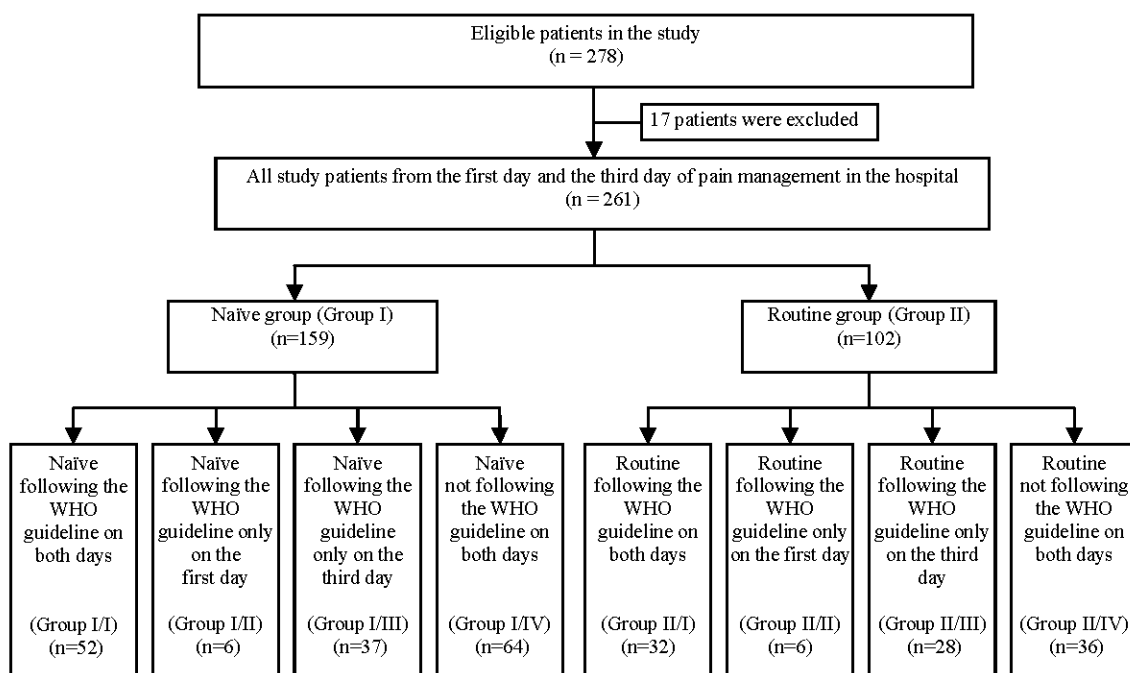 Eligible patients in the study
(n = 278)
17 patients were excluded
All study patients from the first day and the third day of pain management in the hospital
(n = 261)
Naïve group (Group I)
(n=159)
Routine group (Group II)
(n=102)
Naïve
following the
WHO
guideline on
both days
(Group I/I)
(n=52)
Naïve
following the
WHO
guideline only
on the
first day
(Group I/II)
(n=6)
Naïve
following the
WHO
guideline
only on the
third day
(Group I/III)
(n=37)
Naïve
not following
the WHO
guideline on
both days
(Group I/IV)
(n=64)
Routine
following the
WHO
guideline on
both days
(Group II/I)
(n=32)
Routine
following the
WHO
guideline only
on the first day
(Group II/II)
(n=6)
Routine
following the
WHO
guideline only
on the third
day
(Group II/III)
(n=28)
Routine
not following
the WHO
guideline on
both days
(Group II/IV)
(n=36)